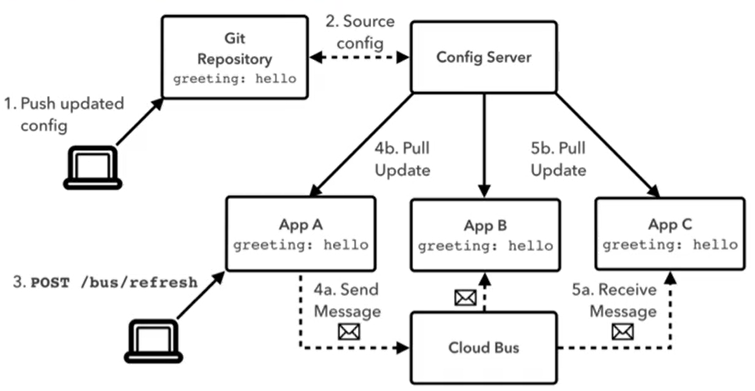 Git
Repository
greeting: hello
2. Source
config
Config Server
1. Push updated
config
4b. Pull
Update
5b. Pull
Update
App A
greeting: hello
App B
greeting: hello
App C
greeting: hello
3. POST /bus/refresh
4a. Send
Message
5a. Receive
Message
Cloud Bus